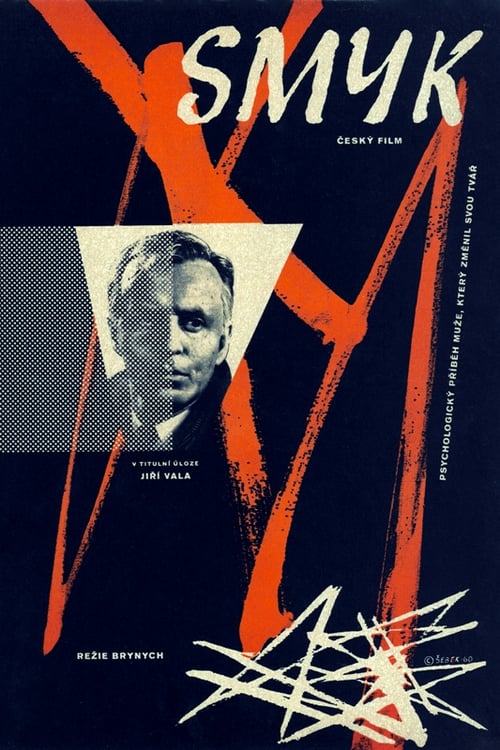 SMYK
ČESKÝ FILM
PSYCHOLOGICKÝ PŘÍBĚH MUŽE, KTERÝ ZMĚNIL SVOU TVÁŘ
V TITULNÍ ÚLOZE
JIŘÍ VALA
REŽIE BRYNYCH
© ŠEBEK · 60